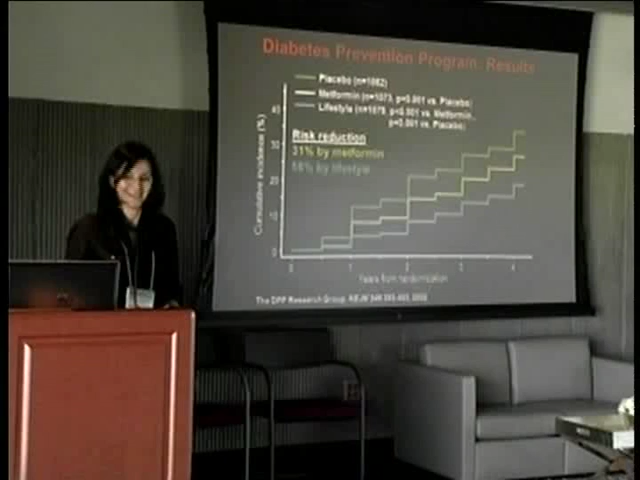 Diabetes Prevention Program: Results
Placebo (n=1082)
Metformin (n=1073, p<0.001 vs. Placebo)
Lifestyle (n=1079, p<0.001 vs. Metformin,
p<0.001 vs. Placebo)
Risk reduction
31% by metformin
58% by lifestyle
Cumulative incidence (%)
40
30
20
10
0
0 1 2 3 4
Years from randomization
The DPP Research Group, NEJM 346:393-403, 2002